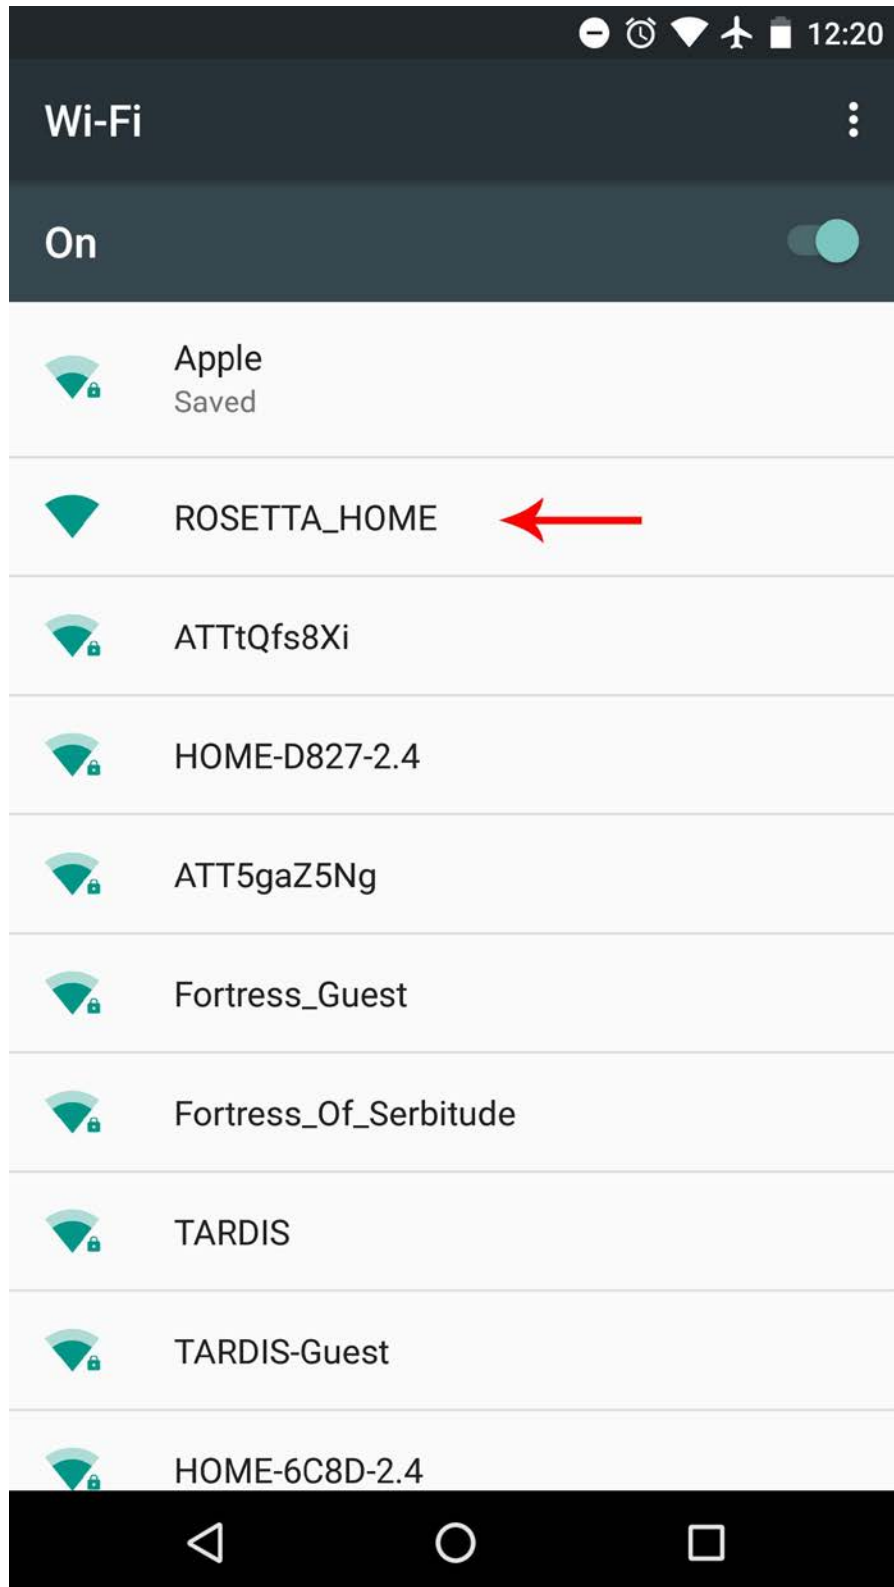 12:20
Wi-Fi
On
Apple
Saved
ROSETTA_HOME
ATTtQfs8Xi
HOME-D827-2.4
ATT5gaZ5Ng
Fortress_Guest
Fortress_Of_Serbitude
TARDIS
TARDIS-Guest
HOME-6C8D-2.4